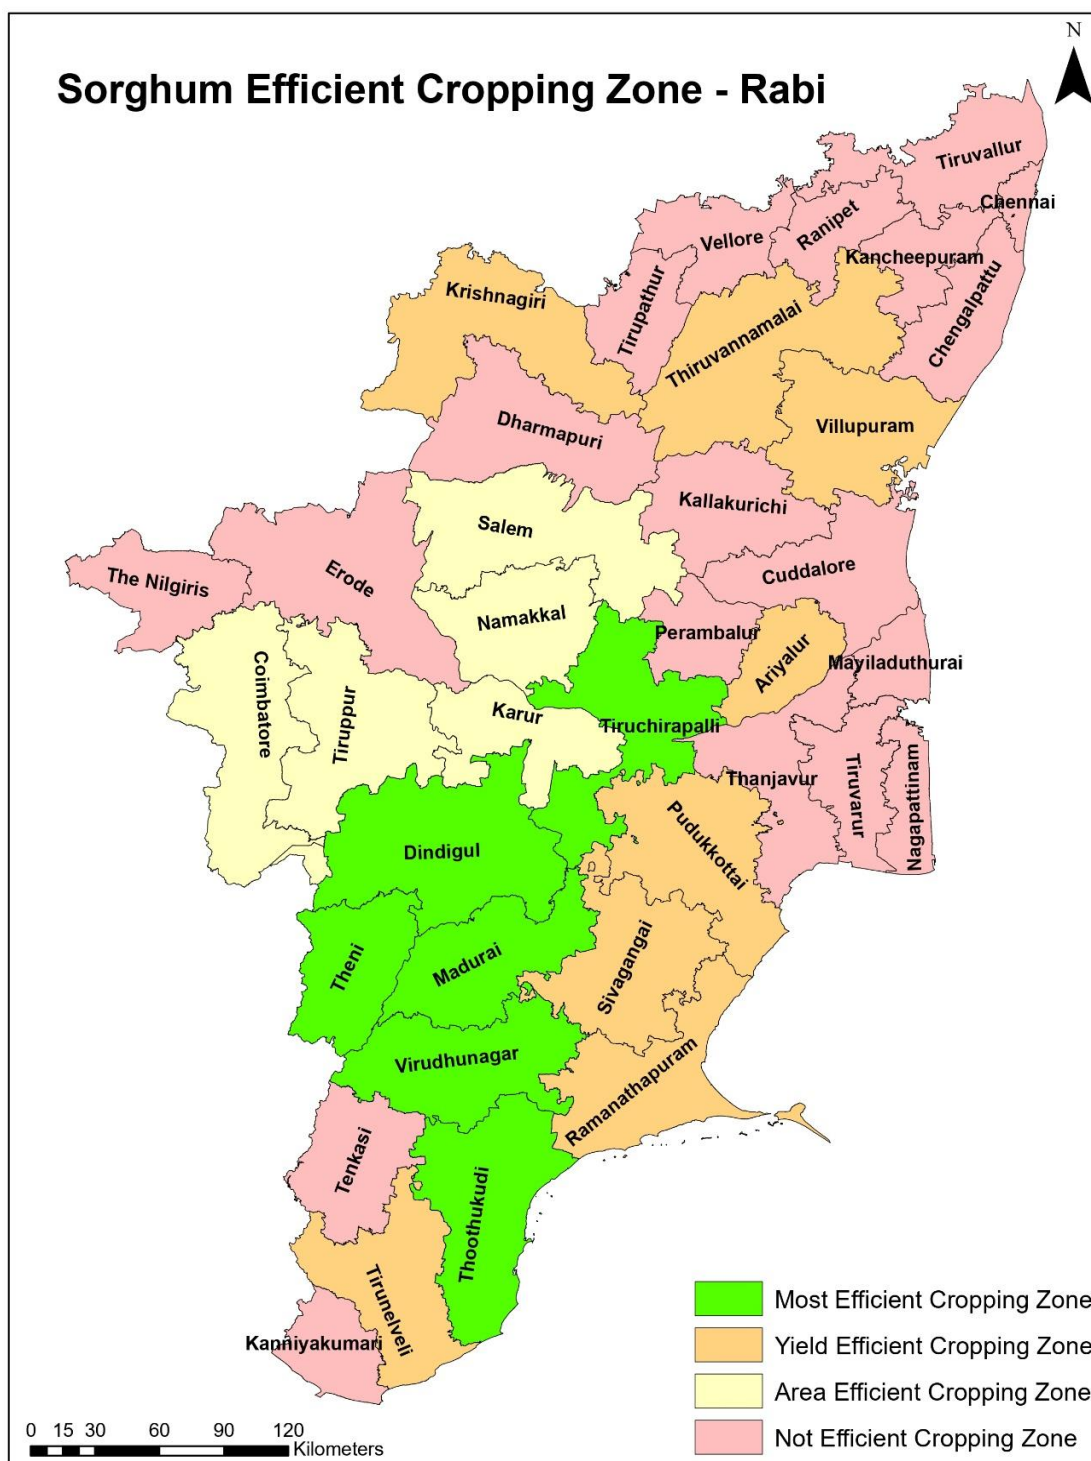 N
Sorghum Efficient Cropping Zone - Rabi
Tiruvallur
Chennai
Ranipet
Vellore
Kancheepuram
Chengalpattu
Tirupathur
Krishnagiri
Thiruvannamalai
Villupuram
Dharmapuri
Kallakurichi
Salem
Cuddalore
Erode
The Nilgiris
Namakkal
Perambalur
Ariyalur
Mayiladuthurai
Coimbatore
Tiruppur
Karur
Tiruchirapalli
Thanjavur
Tiruvarur
Nagapattinam
Pudukkottai
Dindigul
Theni
Madurai
Sivagangai
Virudhunagar
Ramanathapuram
Tenkasi
Thoothukudi
Tirunelveli
Kanniyakumari
Most Efficient Cropping Zone
Yield Efficient Cropping Zone
Area Efficient Cropping Zone
Not Efficient Cropping Zone
0 15 30 60 90 120
Kilometers